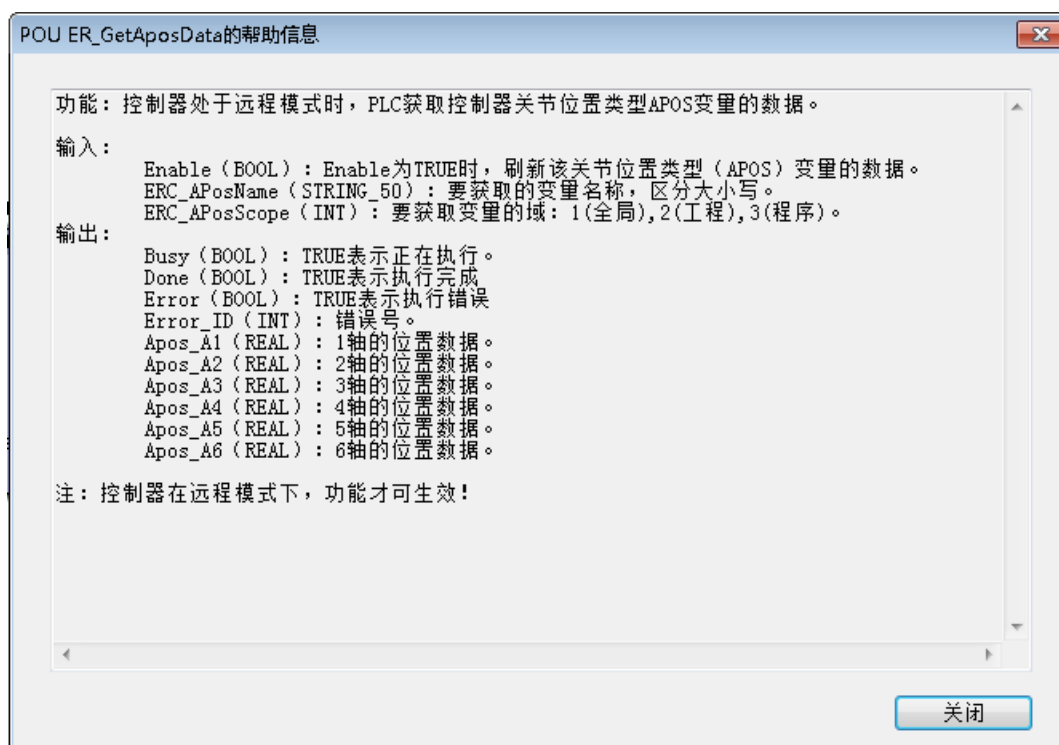 POU ER_GetAposData的帮助信息
功能：控制器处于远程模式时，PLC获取控制器关节位置类型APOS变量的数据。
输入：
Enable（BOOL）：Enable为TRUE时，刷新该关节位置类型（APOS）变量的数据。
ERC_APosName（STRING_50）：要获取的变量名称，区分大小写。
ERC_APosScope（INT）：要获取变量的域：1(全局),2(工程),3(程序)。
输出：
Busy（BOOL）：TRUE表示正在执行。
Done（BOOL）：TRUE表示执行完成
Error（BOOL）：TRUE表示执行错误
Error_ID（INT）：错误号。
Apos_A1（REAL）：1轴的位置数据。
Apos_A2（REAL）：2轴的位置数据。
Apos_A3（REAL）：3轴的位置数据。
Apos_A4（REAL）：4轴的位置数据。
Apos_A5（REAL）：5轴的位置数据。
Apos_A6（REAL）：6轴的位置数据。
注：控制器在远程模式下，功能才可生效!
关闭